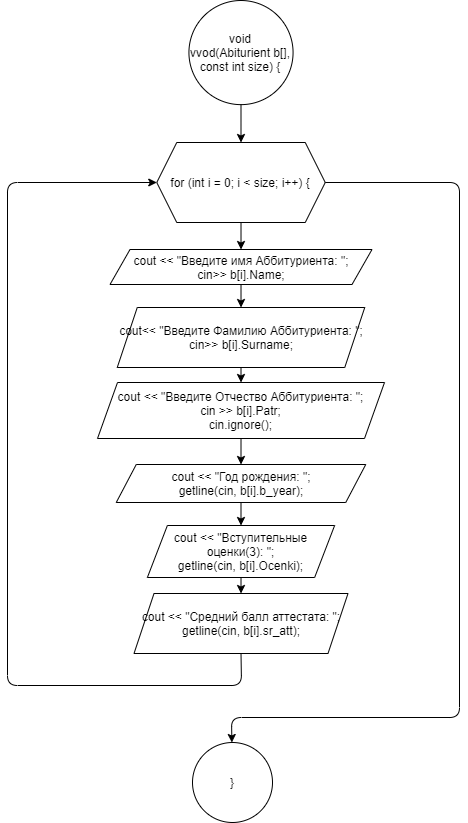 void
vvod(Abiturient b[],
const int size) {
for (int i = 0; i < size; i++) {
cout << "Введите имя Аббитуриента: ";
cin>> b[i].Name;
cout<< "Введите Фамилию Аббитуриента: ";
cin>> b[i].Surname;
cout << "Введите Отчество Аббитуриента: ";
cin >> b[i].Patr;
cin.ignore();
cout << "Год рождения: ";
getline(cin, b[i].b_year);
cout << "Вступительные
оценки(3): ";
getline(cin, b[i].Ocenki);
cout << "Средний балл аттестата: ";
getline(cin, b[i].sr_att);
}